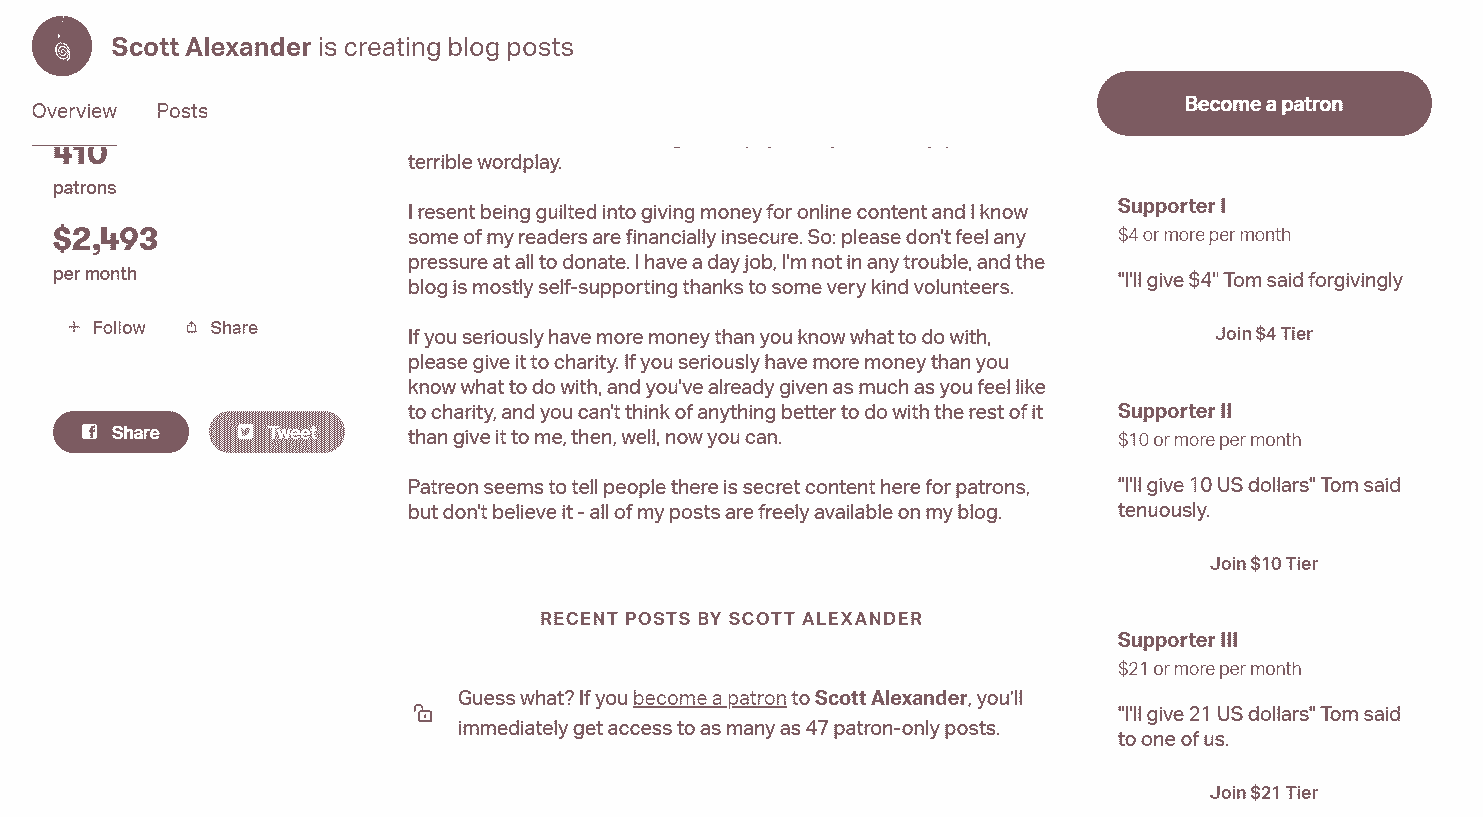 Scott Alexander is creating blog posts
Overview Posts
Become a patron
410
patrons
$2,493
per month
Follow Share
Share Tweet
terrible wordplay.
I resent being guilted into giving money for online content and I know
some of my readers are financially insecure. So: please don't feel any
pressure at all to donate. I have a day job, I'm not in any trouble, and the
blog is mostly self-supporting thanks to some very kind volunteers.
If you seriously have more money than you know what to do with,
please give it to charity. If you seriously have more money than you
know what to do with, and you've already given as much as you feel like
to charity, and you can't think of anything better to do with the rest of it
than give it to me, then, well, now you can.
Patreon seems to tell people there is secret content here for patrons,
but don't believe it - all of my posts are freely available on my blog.
RECENT POSTS BY SCOTT ALEXANDER
Guess what? If you become a patron to Scott Alexander, you'll
immediately get access to as many as 47 patron-only posts.
Supporter I
$4 or more per month
"I'll give $4" Tom said forgivingly
Join $4 Tier
Supporter II
$10 or more per month
"I'll give 10 US dollars" Tom said
tenuously.
Join $10 Tier
Supporter III
$21 or more per month
"I'll give 21 US dollars" Tom said
to one of us.
Join $21 Tier